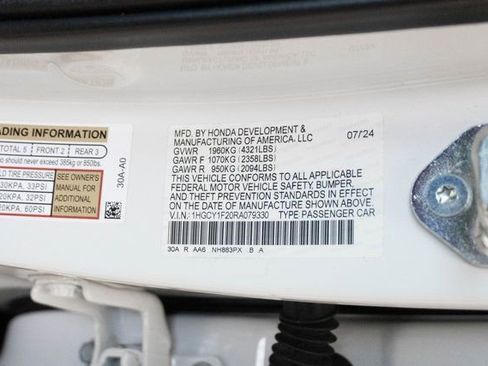 ADING INFORMATION
TOTAL 5 FRONT 2 REAR 3
should never exceed 385kg or 850lbs.
TIRE PRESSURE
30KPA, 33PSI
20KPA, 32PSI
20KPA, 60PSI
SEE OWNER'S
MANUAL FOR
ADDITIONAL
INFORMATION
30A-A0
MFD. BY HONDA DEVELOPMENT & 07/24
MANUFACTURING OF AMERICA, LLC
GVWR 1960KG (4321LBS)
GAWR F 1070KG (2358LBS)
GAWR R 950KG (2094LBS)
THIS VEHICLE CONFORMS TO ALL APPLICABLE
FEDERAL MOTOR VEHICLE SAFETY, BUMPER,
AND THEFT PREVENTION STANDARDS IN EFFECT
ON THE DATE OF MANUFACTURE SHOWN ABOVE.
V.I.N.: 1HGCY1F20RA079330 TYPE PASSENGER CAR
30A R AA6 NH883PX B A